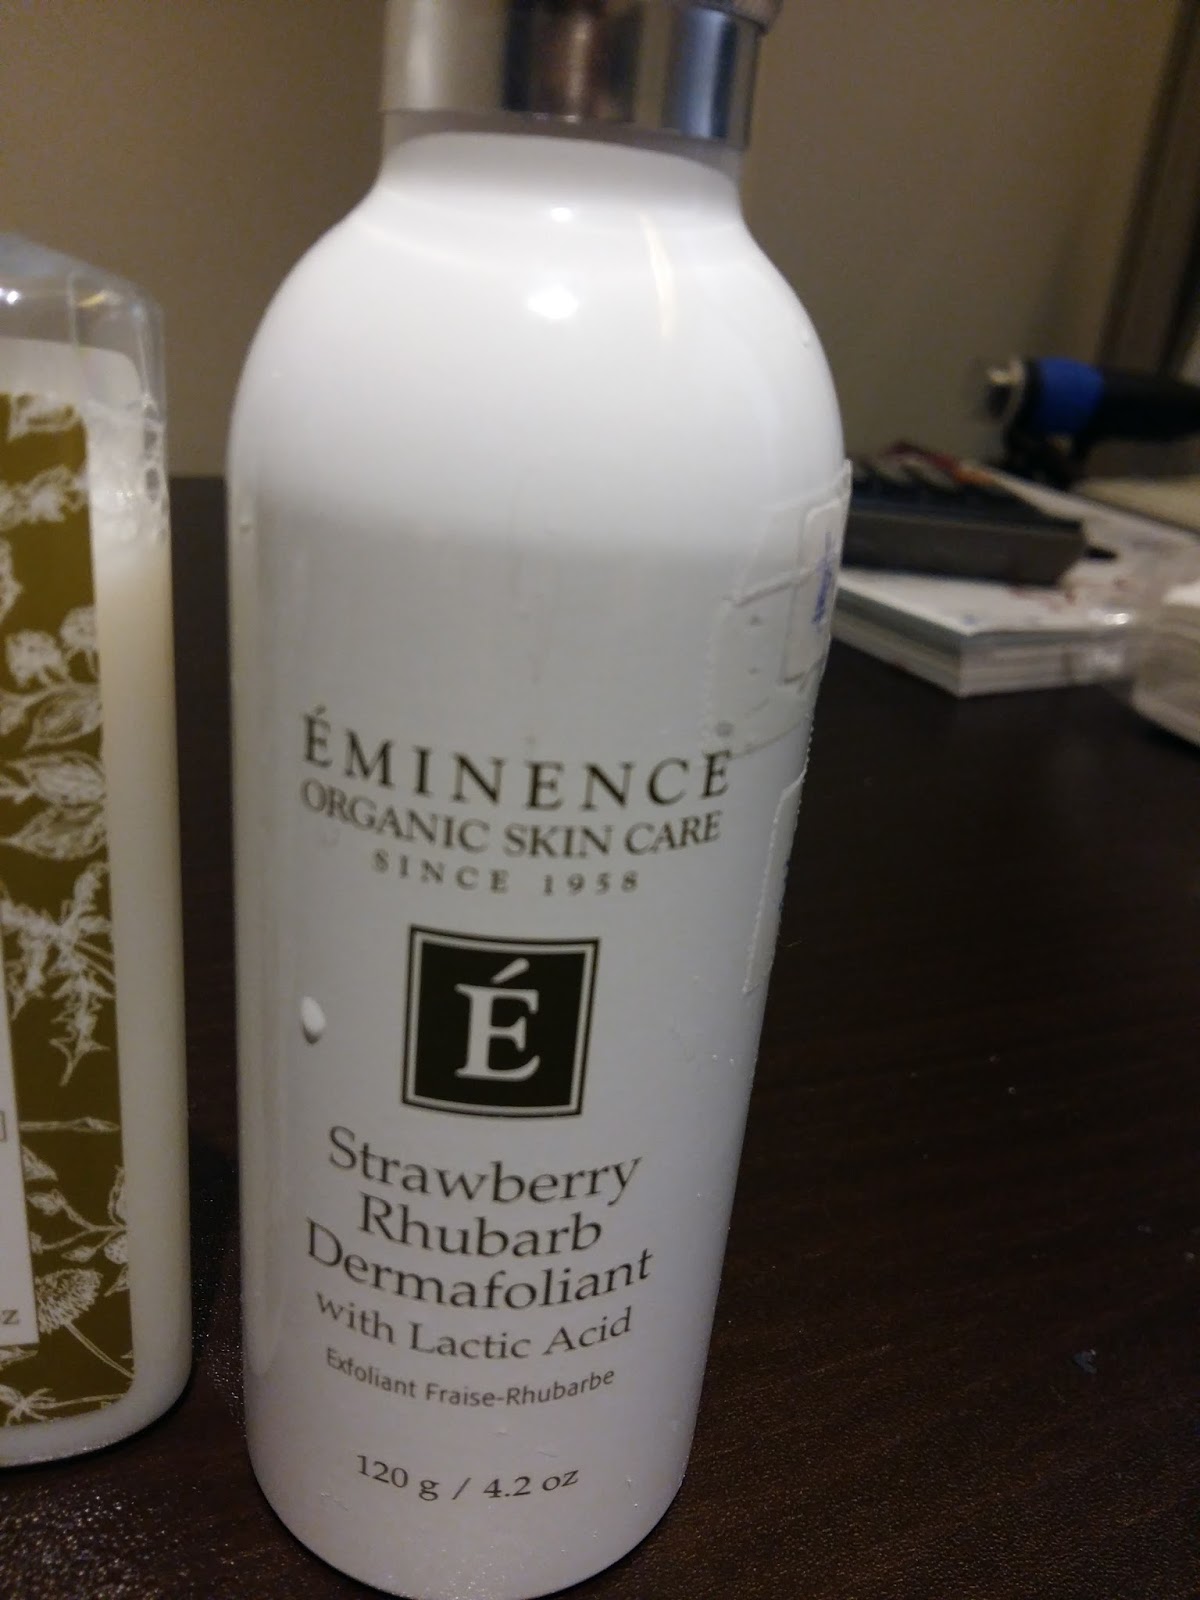 ÉMINENCE
ORGANIC SKIN CARE
SINCE 1958
É
Strawberry
Rhubarb
Dermafoliant
with Lactic Acid
Exfoliant Fraise-Rhubarbe
120 g / 4.2 oz